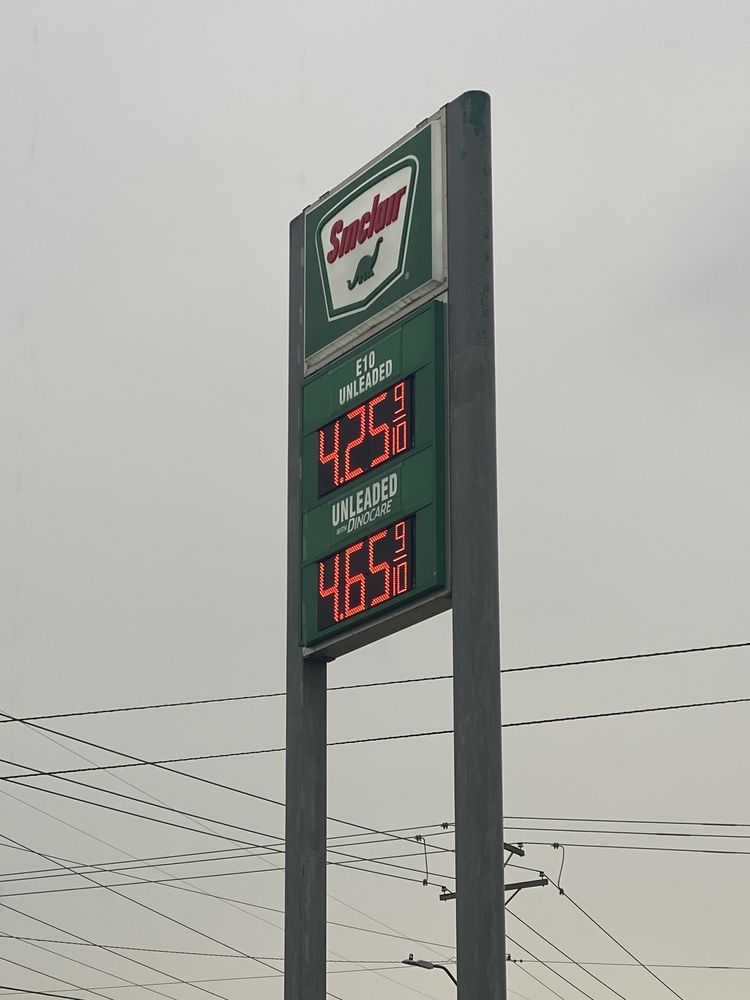 Sinclair
®
E10
UNLEADED
4.25 9/10
UNLEADED
WITH DINOCARE
4.65 9/10